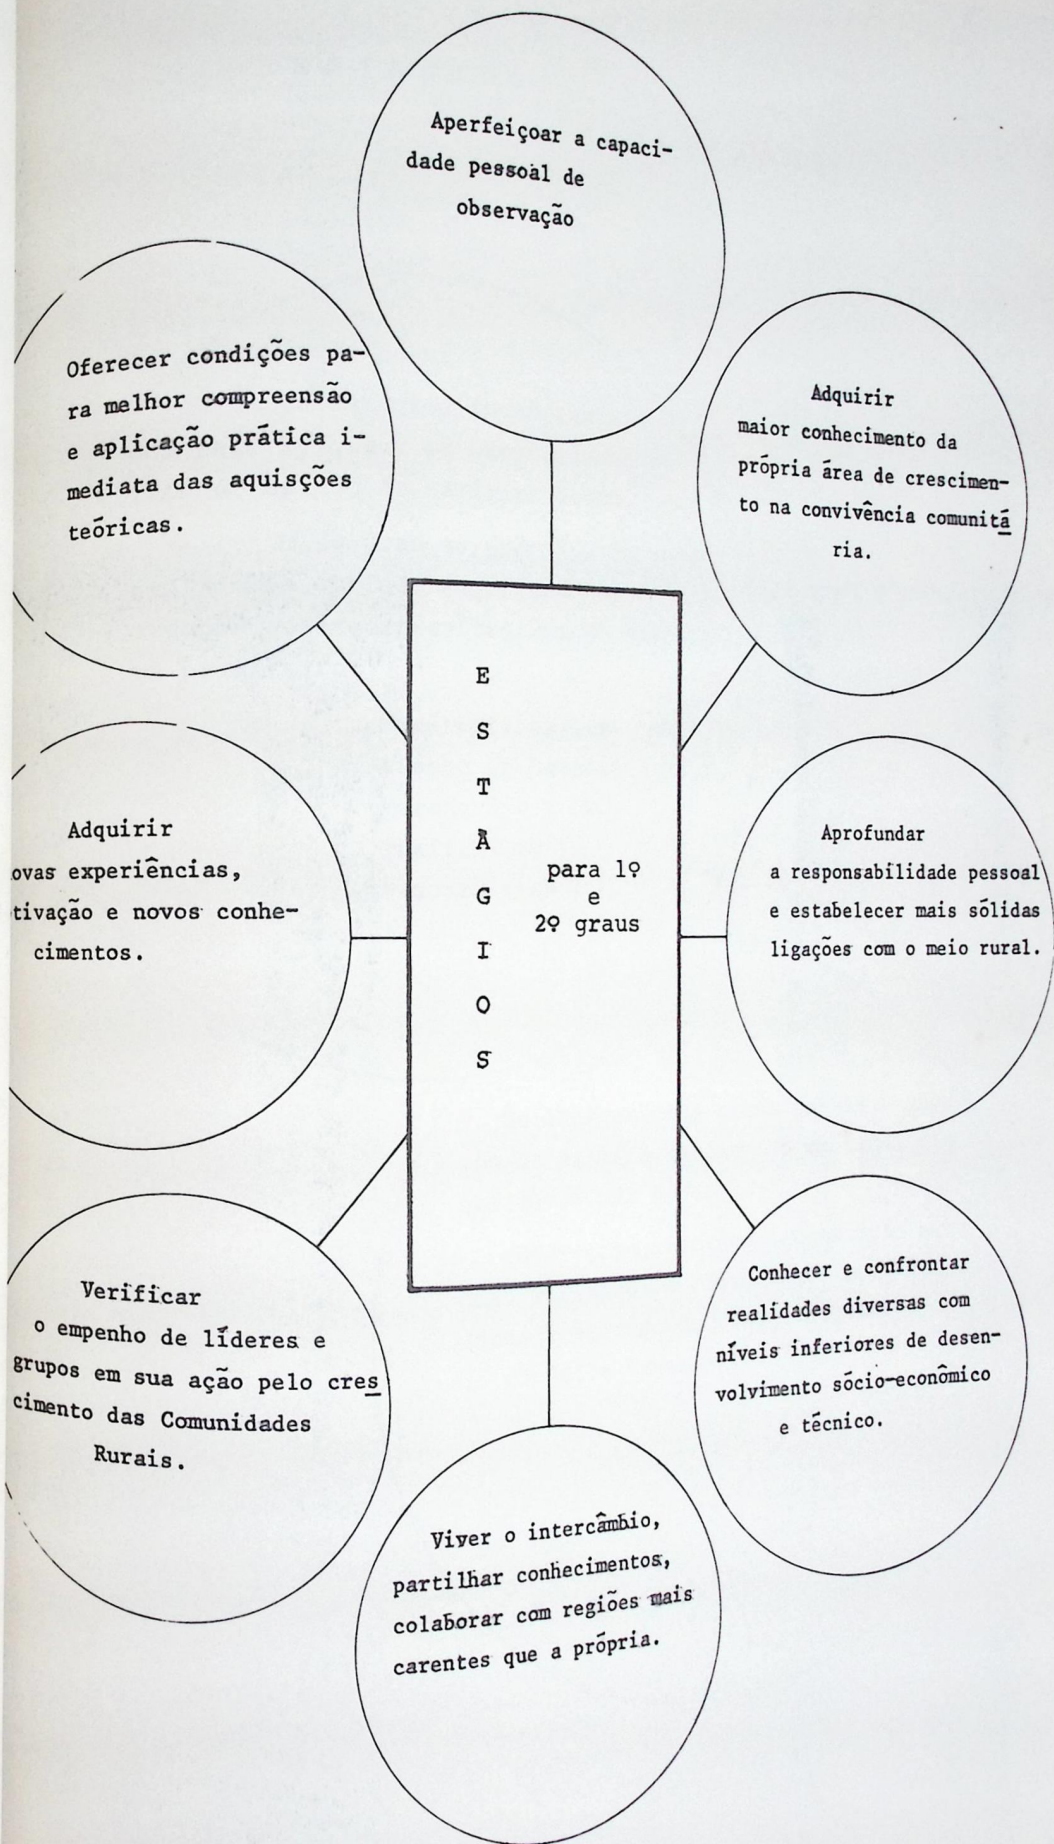 Aperfeiçoar a capaci-
dade pessoal de
observação
Oferecer condições pa-
ra melhor compreensão
e aplicação prática i-
mediata das aquisções
teóricas.
Adquirir
maior conhecimento da
própria área de crescimen-
to na convivência comunitá
ria.
ESTÁGIOS
para 1º
e
2º graus
Adquirir
ovas experiências,
tivação e novos conhe-
cimentos.
Aprofundar
a responsabilidade pessoal
e estabelecer mais sólidas
ligações com o meio rural.
Verificar
o empenho de líderes e
grupos em sua ação pelo cres
cimento das Comunidades
Rurais.
Conhecer e confrontar
realidades diversas com
níveis inferiores de desen-
volvimento sócio-econômico
e técnico.
Viver o intercâmbio,
partilhar conhecimentos,
colaborar com regiões mais
carentes que a própria.